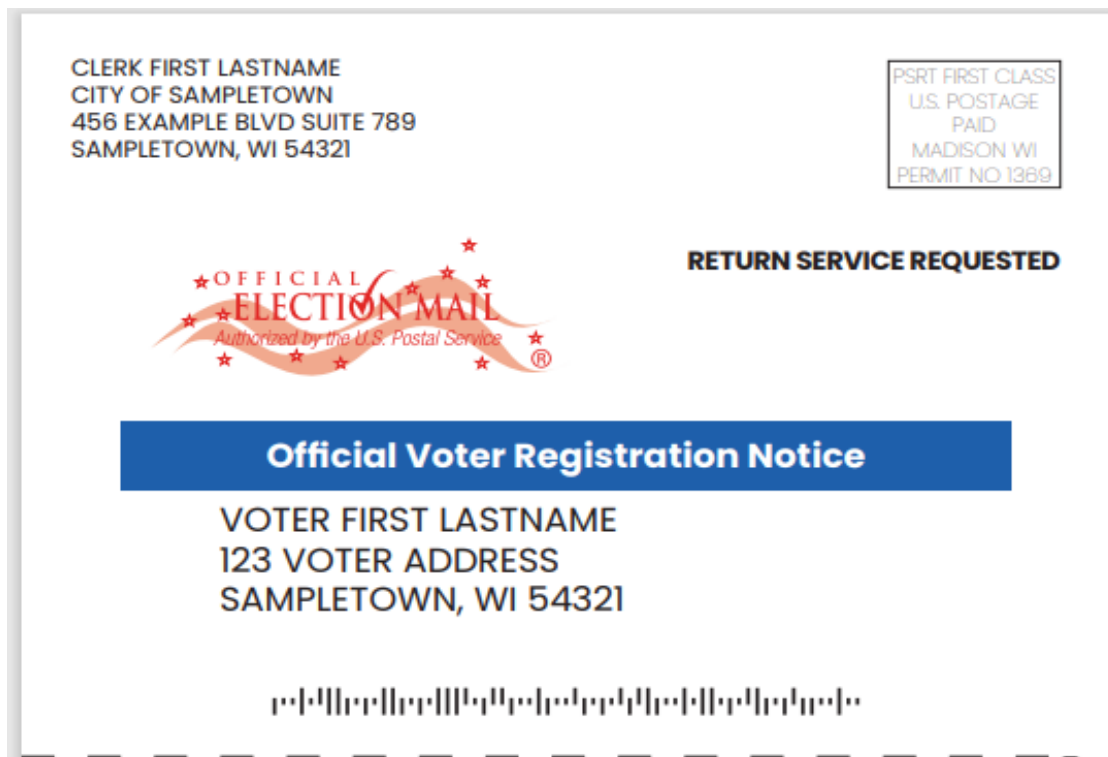 CLERK FIRST LASTNAME
CITY OF SAMPLETOWN
456 EXAMPLE BLVD SUITE 789
SAMPLETOWN, WI 54321
PSRT FIRST CLASS
U.S. POSTAGE
PAID
MADISON WI
PERMIT NO 1369
RETURN SERVICE REQUESTED
OFFICIAL
ELECTION MAIL
Authorized by the U.S. Postal Service
®
Official Voter Registration Notice
VOTER FIRST LASTNAME
123 VOTER ADDRESS
SAMPLETOWN, WI 54321